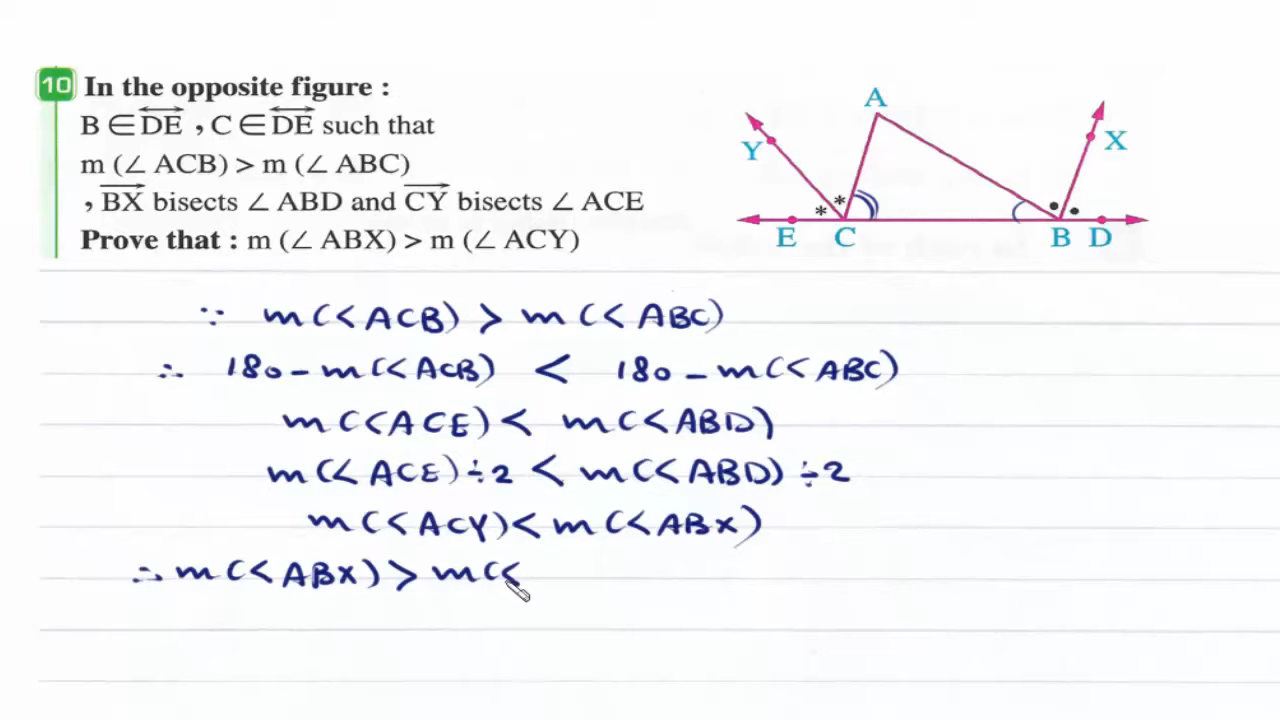 10 In the opposite figure :
B ∈ DE , C ∈ DE such that
m (∠ ACB) > m (∠ ABC)
, BX bisects ∠ ABD and CY bisects ∠ ACE
Prove that : m (∠ ABX) > m (∠ ACY)
A
Y
X
* *
• •
E C B D
∵ m(<ACB) > m(<ABC)
∴ 180 - m(<ACB) < 180 - m(<ABC)
m(<ACE) < m(<ABD)
m(<ACE) ÷2 < m(<ABD) ÷2
m(<ACY) < m(<ABX)
∴ m(<ABX) > m(<